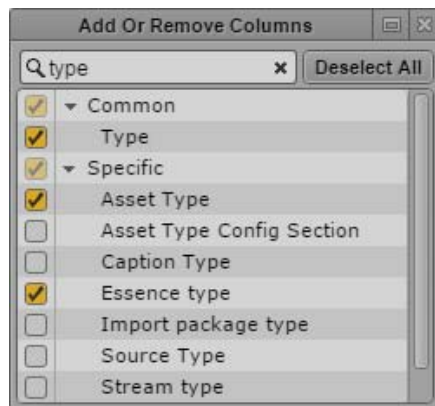 Add Or Remove Columns
type
Deselect All
Common
Type
Specific
Asset Type
Asset Type Config Section
Caption Type
Essence type
Import package type
Source Type
Stream type